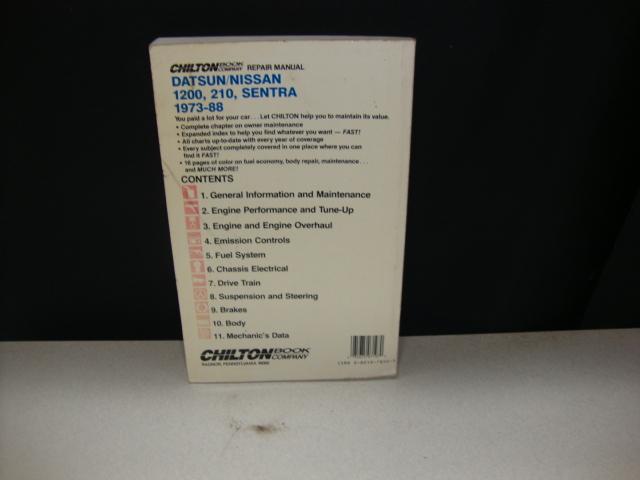 CHILTON BOOK COMPANY REPAIR MANUAL
DATSUN/NISSAN
1200, 210, SENTRA
1973-88
You paid a lot for your car... Let CHILTON help you to maintain its value.
• Complete chapter on owner maintenance
• Expanded index to help you find whatever you want — FAST!
• All charts up-to-date with every year of coverage
• Every subject completely covered in one place where you can
find it FAST!
• 16 pages of color on fuel economy, body repair, maintenance...
and MUCH MORE!
CONTENTS
1. General Information and Maintenance
2. Engine Performance and Tune-Up
3. Engine and Engine Overhaul
4. Emission Controls
5. Fuel System
6. Chassis Electrical
7. Drive Train
8. Suspension and Steering
9. Brakes
10. Body
11. Mechanic's Data
CHILTON BOOK COMPANY
RADNOR, PENNSYLVANIA 19089
ISBN